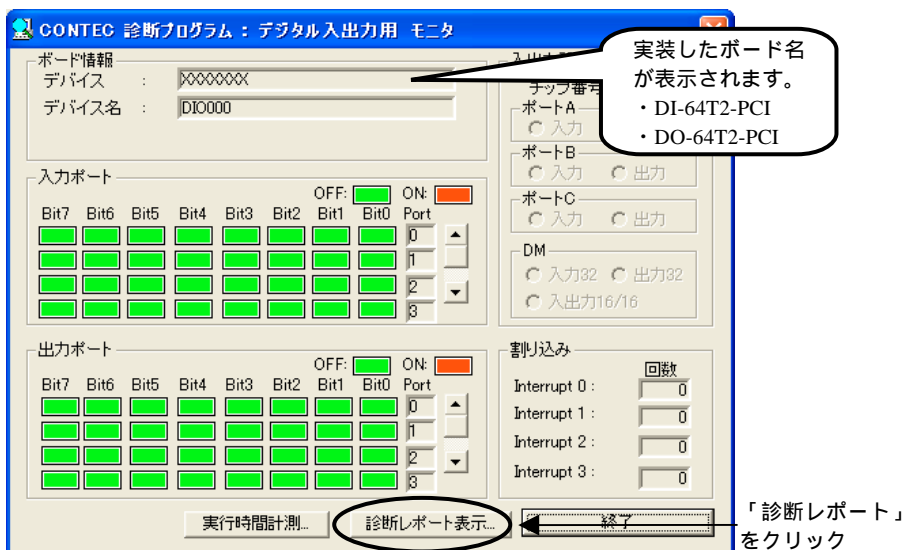 CONTEC 診断プログラム : デジタル入出力用 モニタ
ボード情報
デバイス : XXXXXXX
デバイス名 : DIO000
実装したボード名
が表示されます。
・DI-64T2-PCI
・DO-64T2-PCI
チップ番号
ポートA
入力
ポートB
入力 出力
ポートC
入力 出力
DM
入力32 出力32
入出力16/16
入力ポート
OFF: ON:
Bit7 Bit6 Bit5 Bit4 Bit3 Bit2 Bit1 Bit0 Port
0
1
2
3
出力ポート
OFF: ON:
Bit7 Bit6 Bit5 Bit4 Bit3 Bit2 Bit1 Bit0 Port
0
1
2
3
割り込み
回数
Interrupt 0 : 0
Interrupt 1 : 0
Interrupt 2 : 0
Interrupt 3 : 0
実行時間計測... 診断レポート表示... 終了
「診断レポート」
をクリック